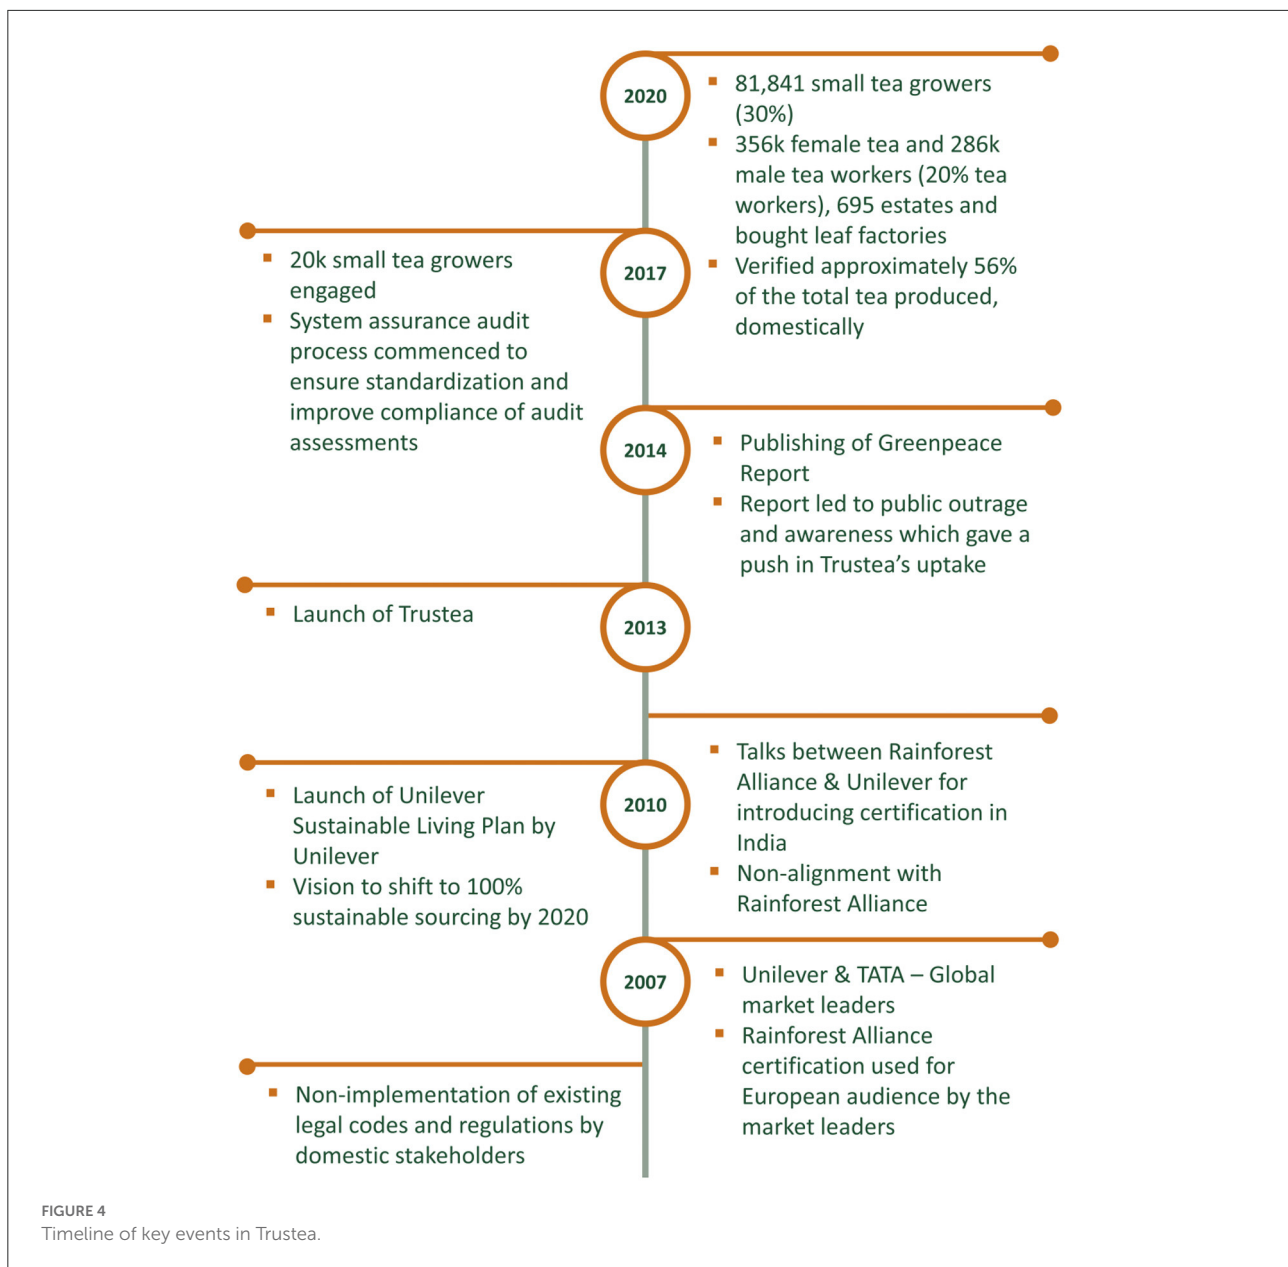 2020
▪ 81,841 small tea growers
(30%)
▪ 356k female tea and 286k
male tea workers (20% tea
workers), 695 estates and
bought leaf factories
▪ Verified approximately 56%
of the total tea produced,
domestically
2017
▪ 20k small tea growers
engaged
▪ System assurance audit
process commenced to
ensure standardization and
improve compliance of audit
assessments
2014
▪ Publishing of Greenpeace
Report
▪ Report led to public outrage
and awareness which gave a
push in Trustea’s uptake
2013
▪ Launch of Trustea
▪ Talks between Rainforest
Alliance & Unilever for
introducing certification in
India
▪ Non-alignment with
Rainforest Alliance
2010
▪ Launch of Unilever
Sustainable Living Plan by
Unilever
▪ Vision to shift to 100%
sustainable sourcing by 2020
2007
▪ Unilever & TATA – Global
market leaders
▪ Rainforest Alliance
certification used for
European audience by the
market leaders
▪ Non-implementation of existing
legal codes and regulations by
domestic stakeholders
FIGURE 4
Timeline of key events in Trustea.